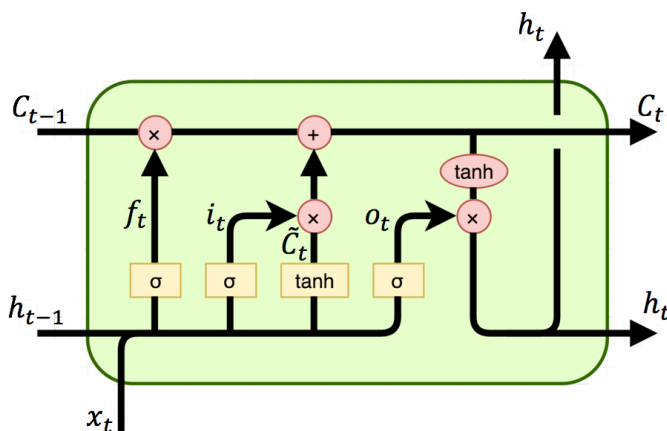 h_t
C_{t-1}
C_t
×
+
tanh
f_t
i_t
×
o_t
×
C̃_t
σ
σ
tanh
σ
h_{t-1}
h_t
x_t